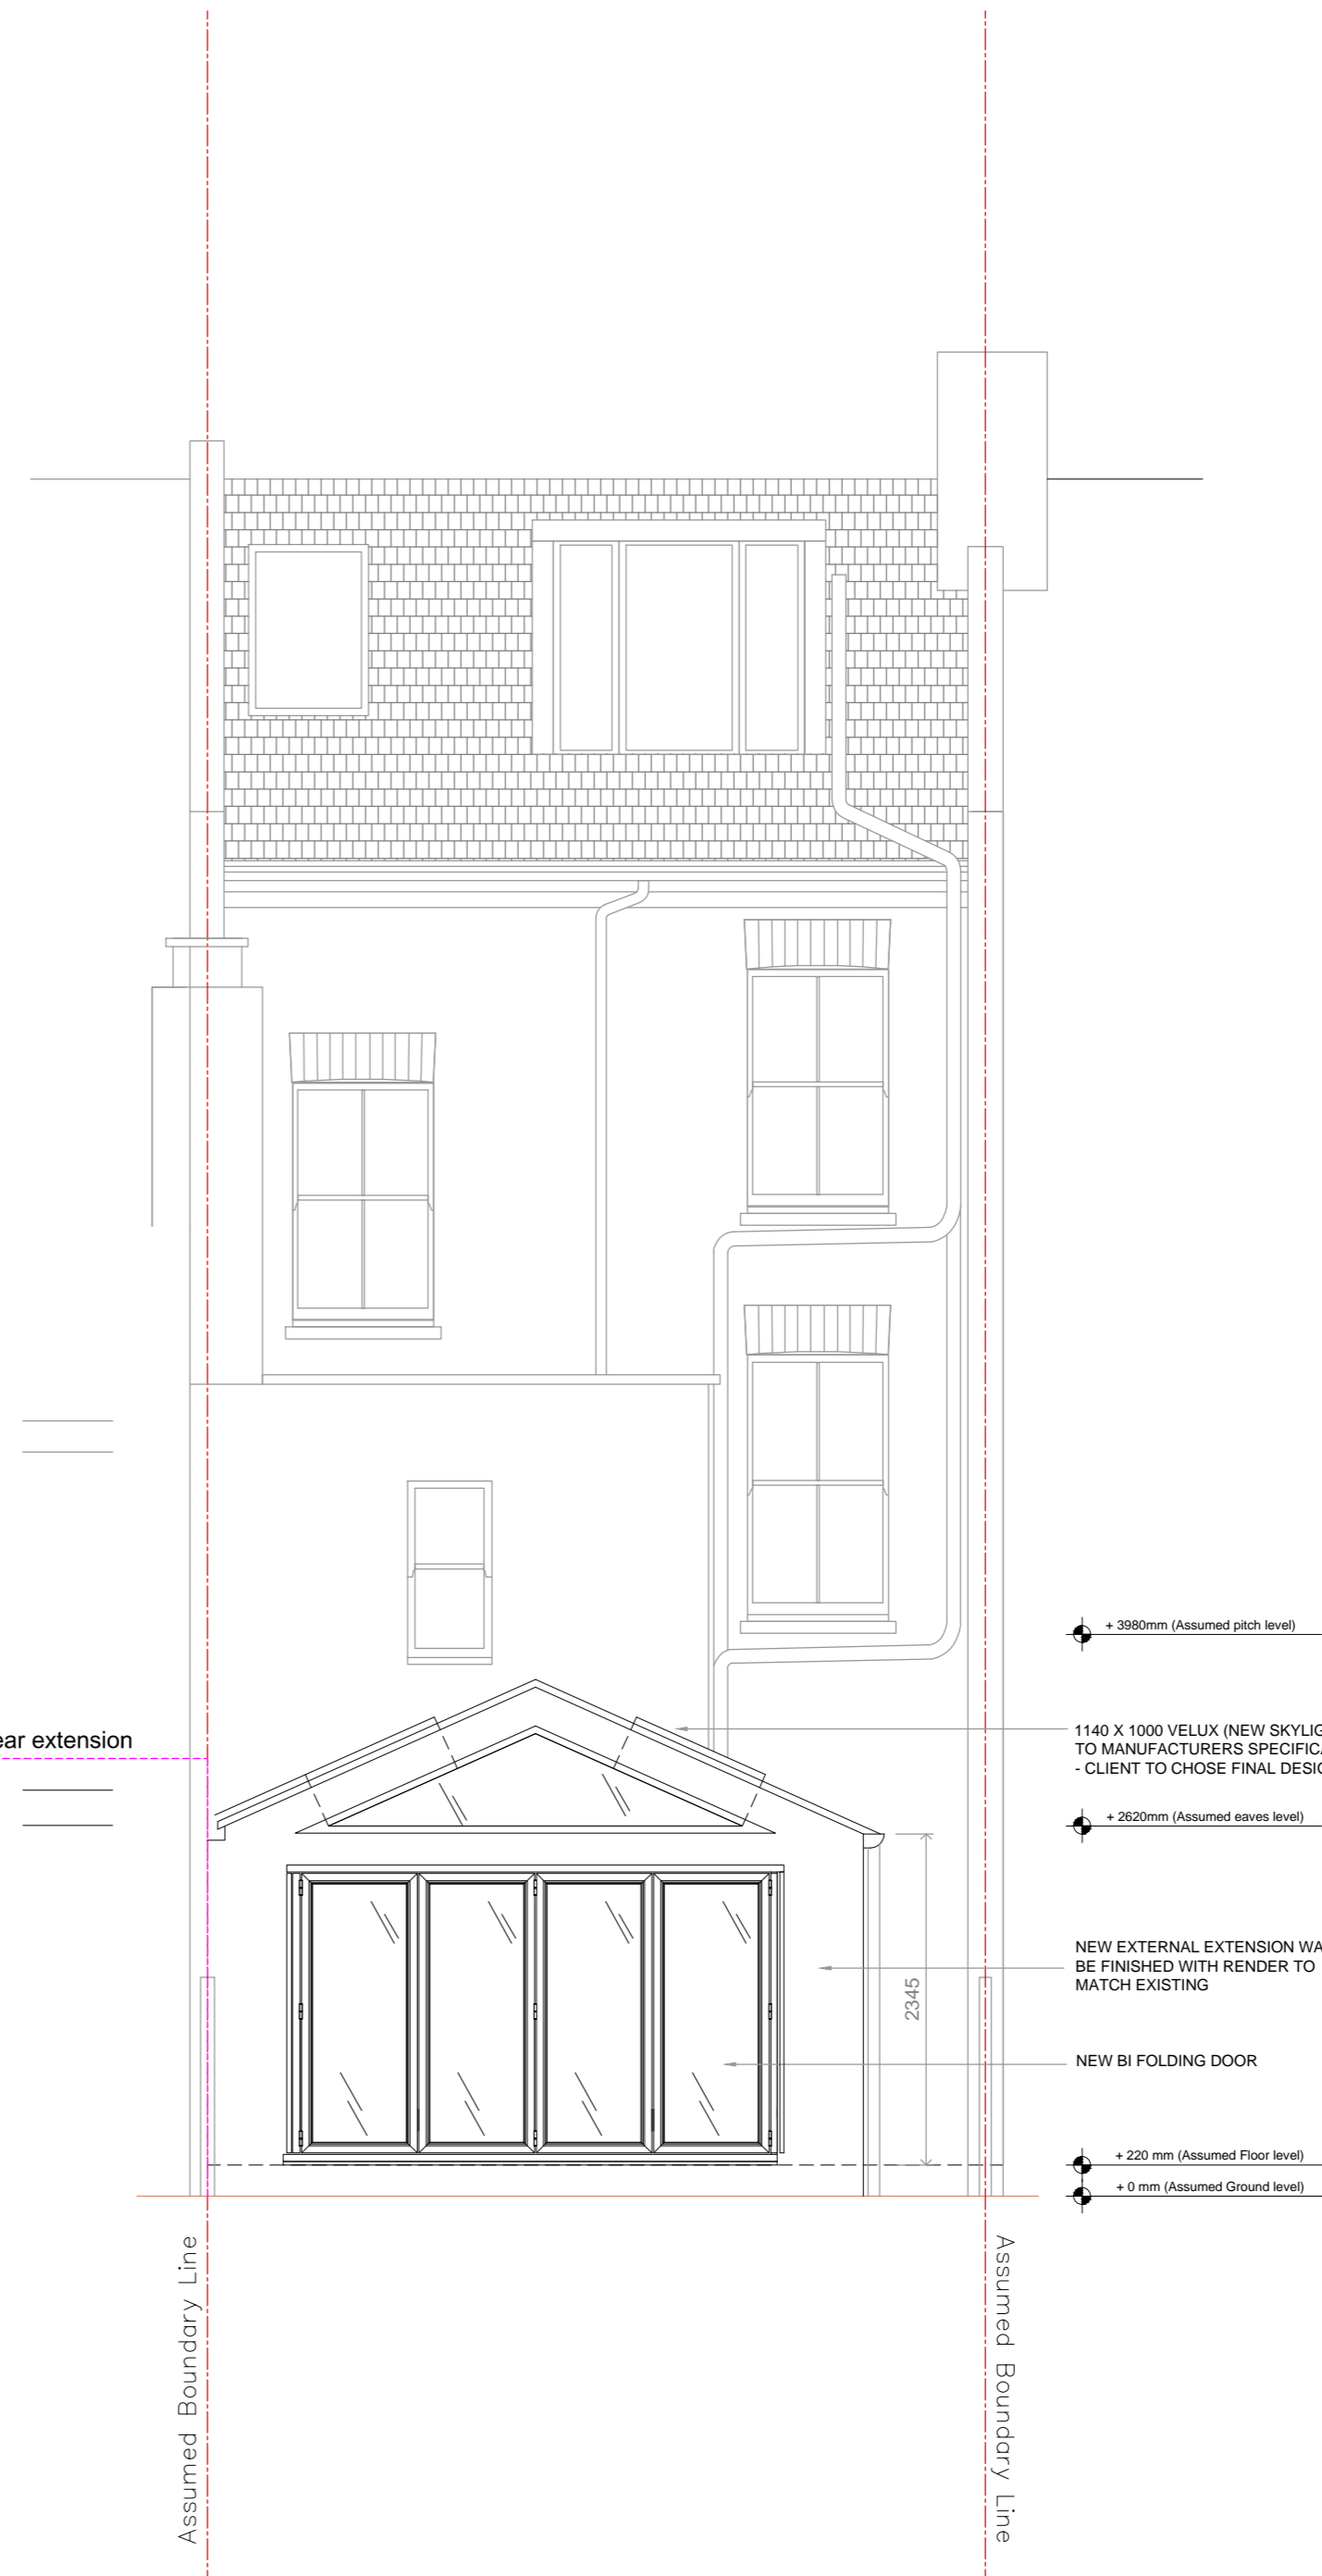 + 3980mm (Assumed pitch level)
ear extension
1140 X 1000 VELUX (NEW SKYLIG
TO MANUFACTURERS SPECIFICA
- CLIENT TO CHOSE FINAL DESIG
+ 2620mm (Assumed eaves level)
NEW EXTERNAL EXTENSION WA
BE FINISHED WITH RENDER TO
MATCH EXISTING
2345
NEW BI FOLDING DOOR
+ 220 mm (Assumed Floor level)
+ 0 mm (Assumed Ground level)
Assumed Boundary Line
Assumed Boundary Line